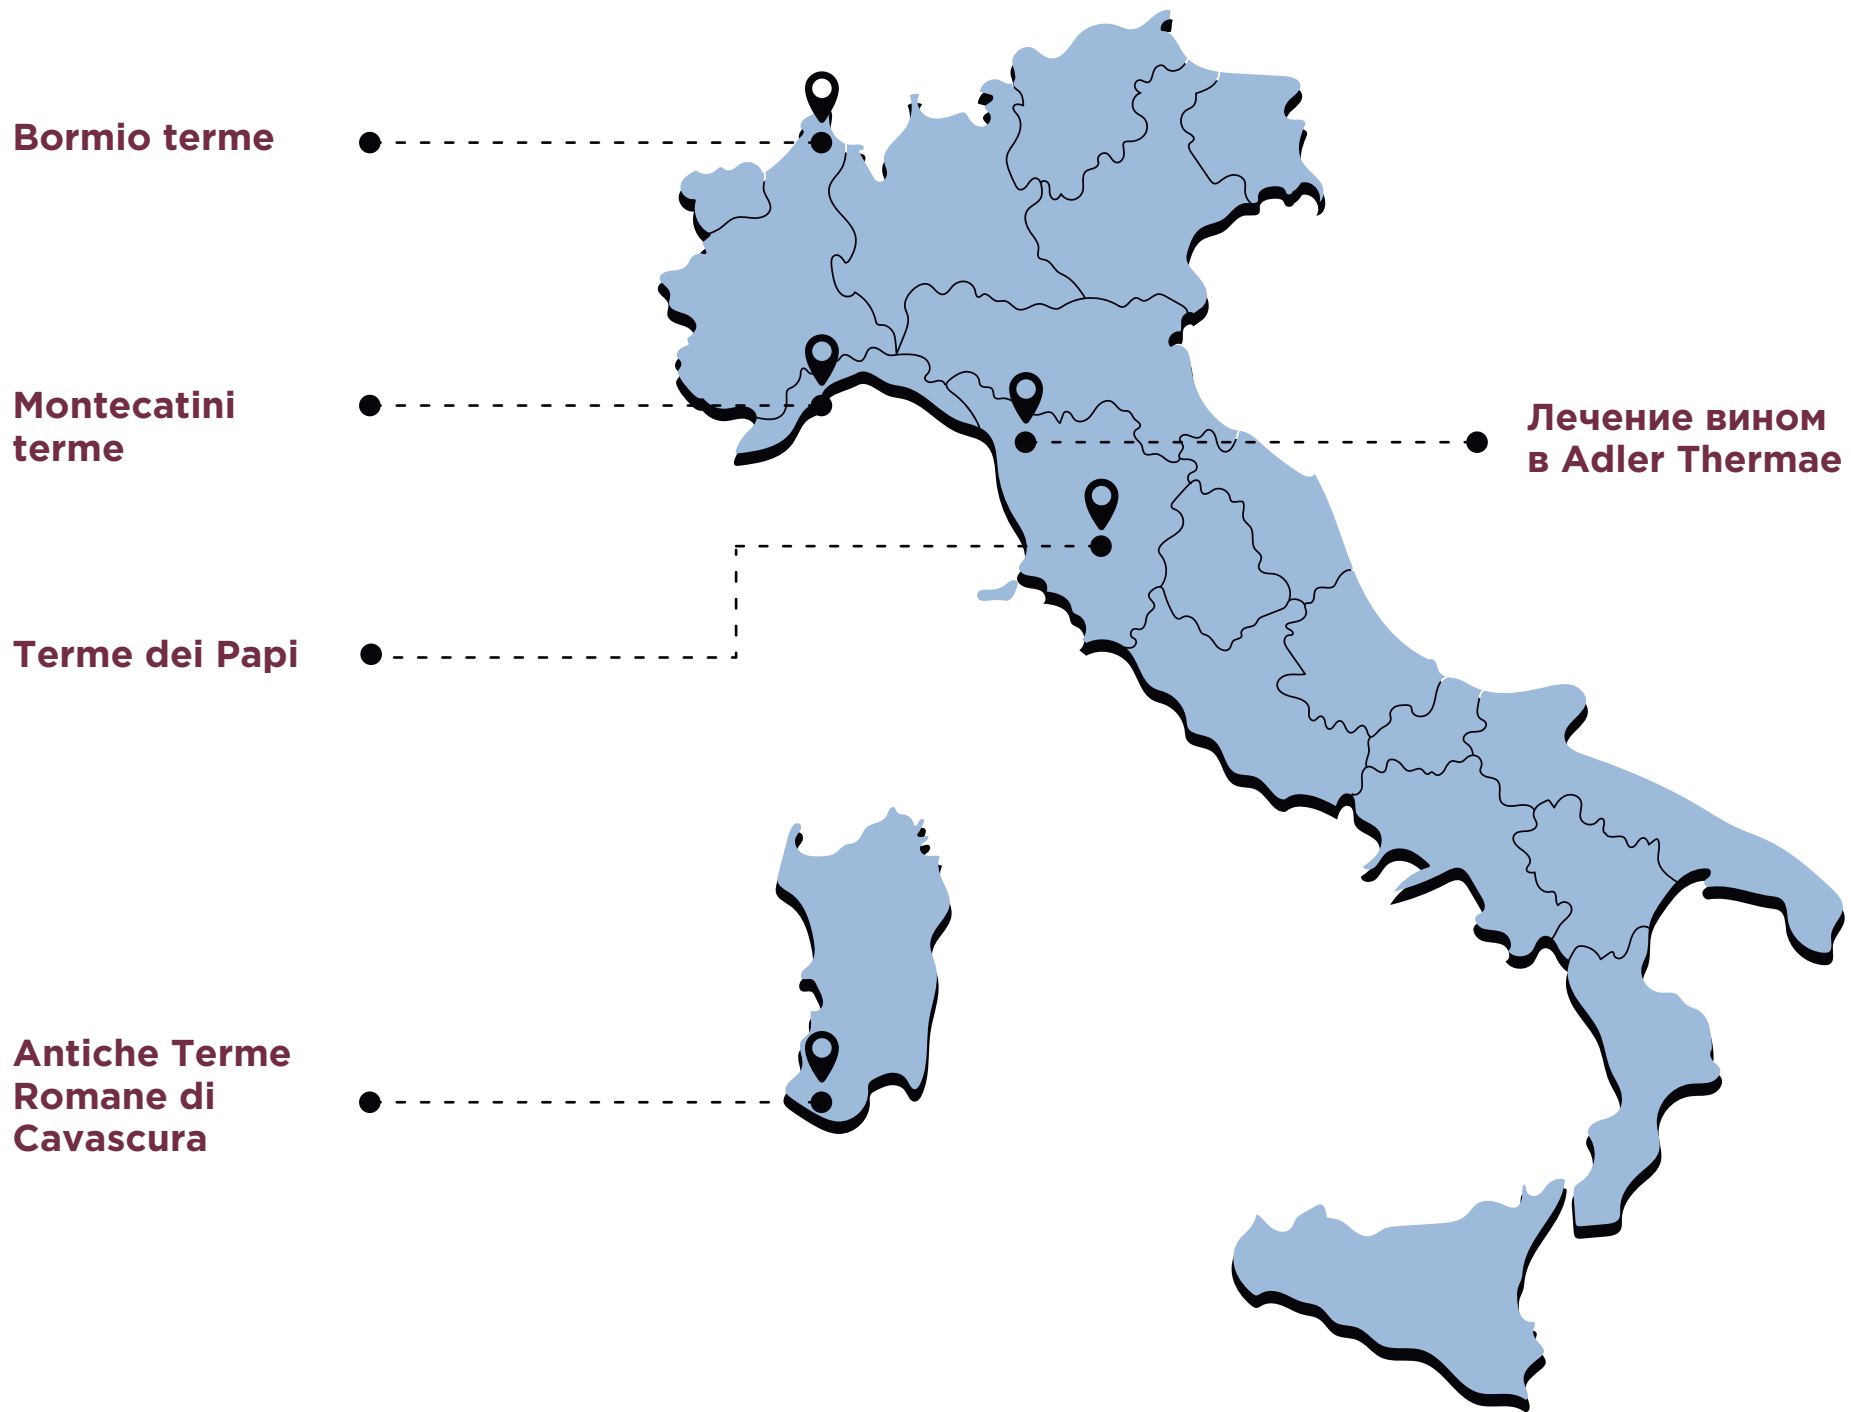 Bormio terme
Montecatini
terme
Лечение вином
в Adler Thermae
Terme dei Papi
Antiche Terme
Romane di
Cavascura